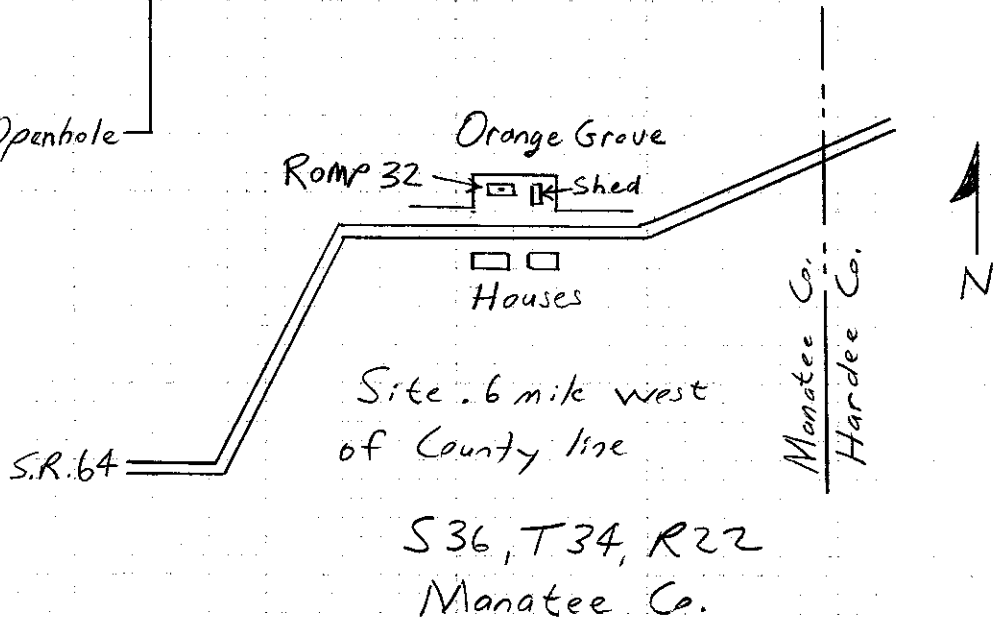 Openhole
Orange Grove
ROMP 32
Shed
Houses
Manatee Co.
Hardee Co.
N
Site .6 mile west
of County line
S.R.64
S36, T34, R22
Manatee Co.